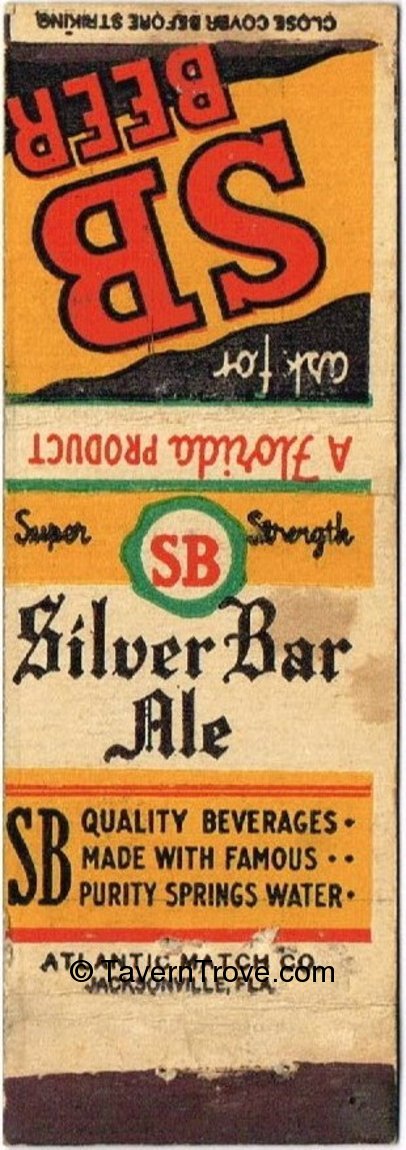 CLOSE COVER BEFORE STRIKING
ask for
SB
BEER
A Florida PRODUCT
Super Strength
SB
Silver Bar
Ale
SB QUALITY BEVERAGES •
MADE WITH FAMOUS • •
PURITY SPRINGS WATER •
ATLANTIC MATCH CO.
© TavernTrove.com
JACKSONVILLE, FLA.